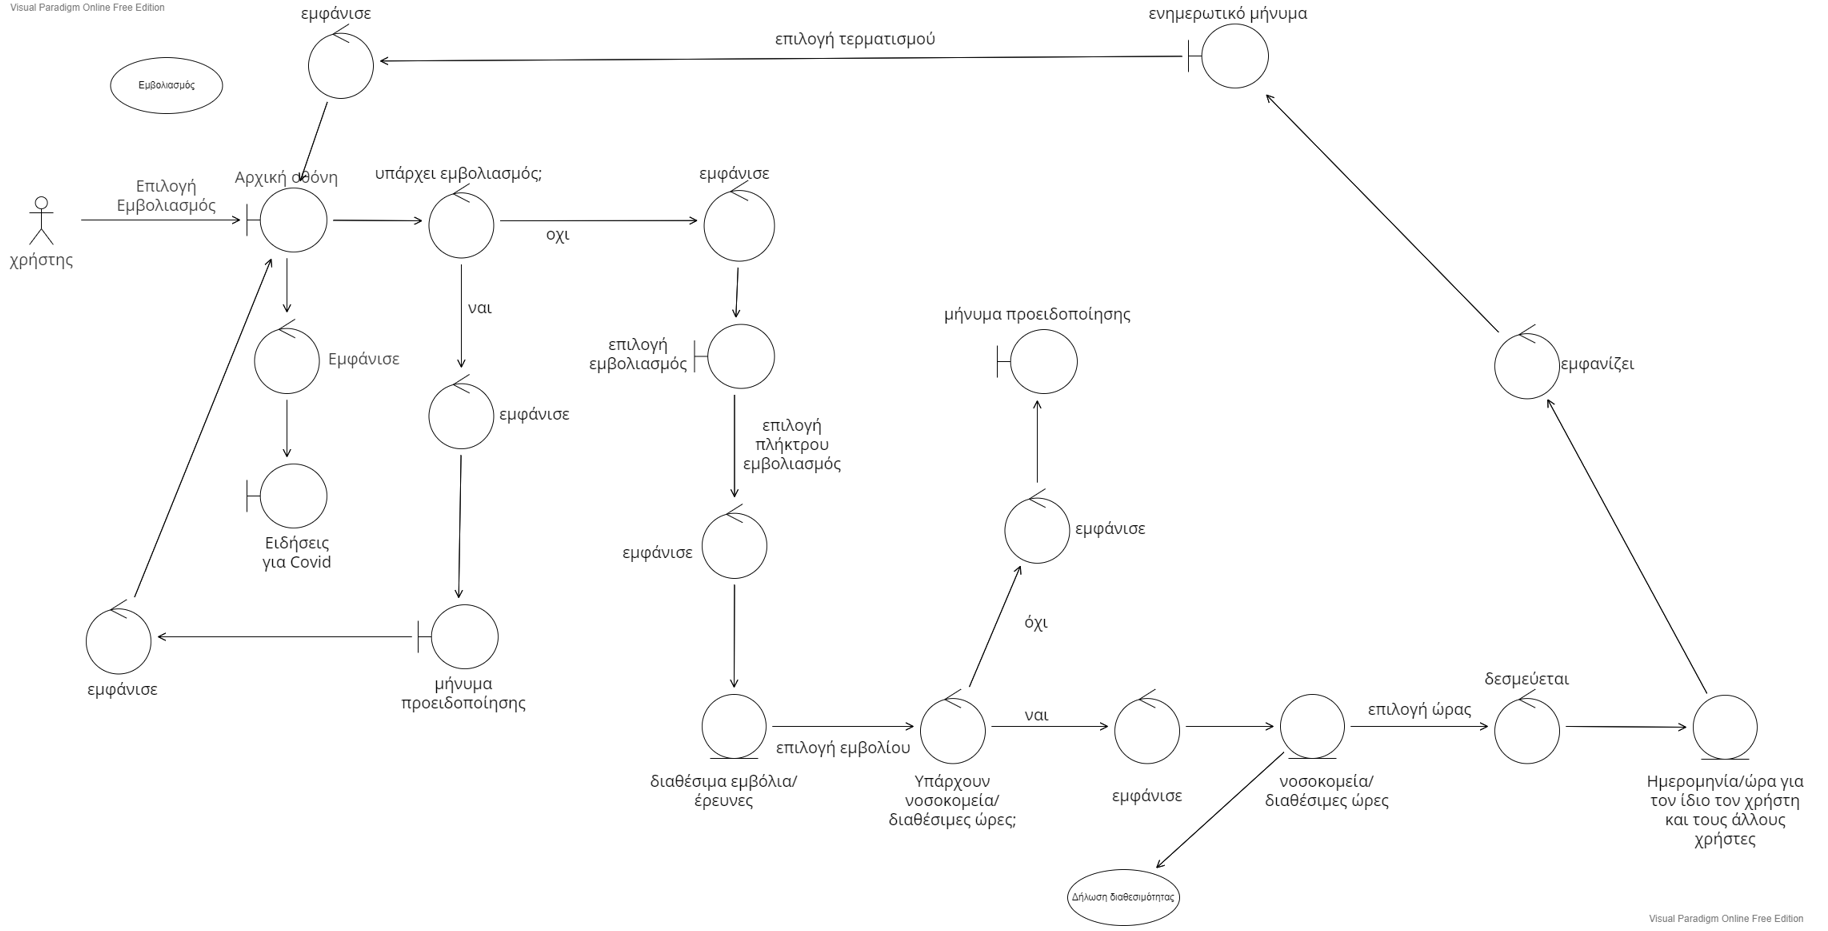 Visual Paradigm Online Free Edition
εμφάνισε
ενημερωτικό μήνυμα
επιλογή τερματισμού
Εμβολιασμός
Επιλογή
Εμβολιασμός
Αρχική οθόνη
υπάρχει εμβολιασμός;
εμφάνισε
οχι
χρήστης
ναι
μήνυμα προειδοποίησης
επιλογή
εμβολιασμός
Εμφάνισε
εμφανίζει
εμφάνισε
επιλογή
πλήκτρου
εμβολιασμός
Ειδήσεις
για Covid
εμφάνισε
εμφάνισε
όχι
εμφάνισε
μήνυμα
προειδοποίησης
δεσμεύεται
ναι
επιλογή ώρας
επιλογή εμβολίου
διαθέσιμα εμβόλια/
έρευνες
Υπάρχουν
νοσοκομεία/
διαθέσιμες ώρες;
εμφάνισε
νοσοκομεία/
διαθέσιμες ώρες
Ημερομηνία/ώρα για
τον ίδιο τον χρήστη
και τους άλλους
χρήστες
Δήλωση διαθεσιμότητας
Visual Paradigm Online Free Edition